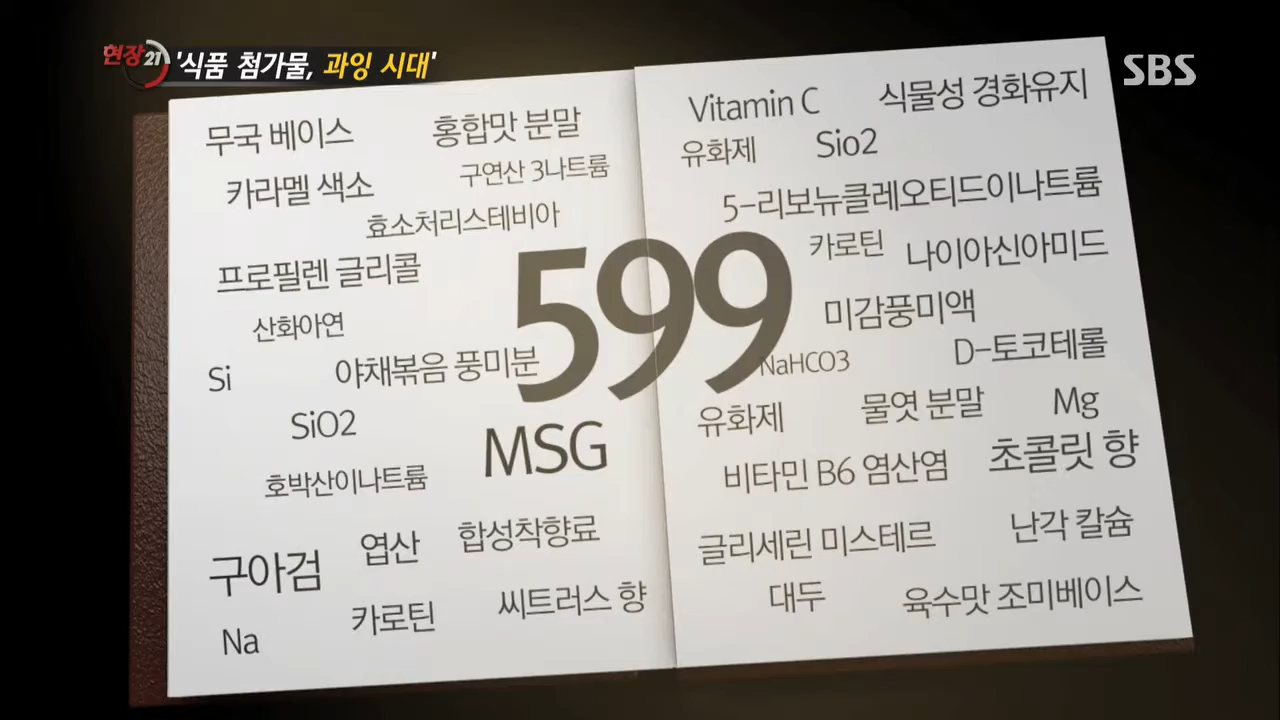 현장21 '식품 첨가물, 과잉 시대'
SBS
무국 베이스
홍합맛 분말
카라멜 색소
구연산 3나트륨
효소처리스테비아
프로필렌 글리콜
산화아연
Si
야채볶음 풍미분
SiO2
MSG
호박산이나트륨
구아검
엽산
합성착향료
Na
카로틴
씨트러스 향
599
Vitamin C
식물성 경화유지
유화제
Sio2
5-리보뉴클레오티드이나트륨
카로틴
나이아신아미드
미감풍미액
NaHCO3
D-토코테롤
유화제
물엿 분말
Mg
비타민 B6 염산염
초콜릿 향
글리세린 미스테르
난각 칼슘
대두
육수맛 조미베이스